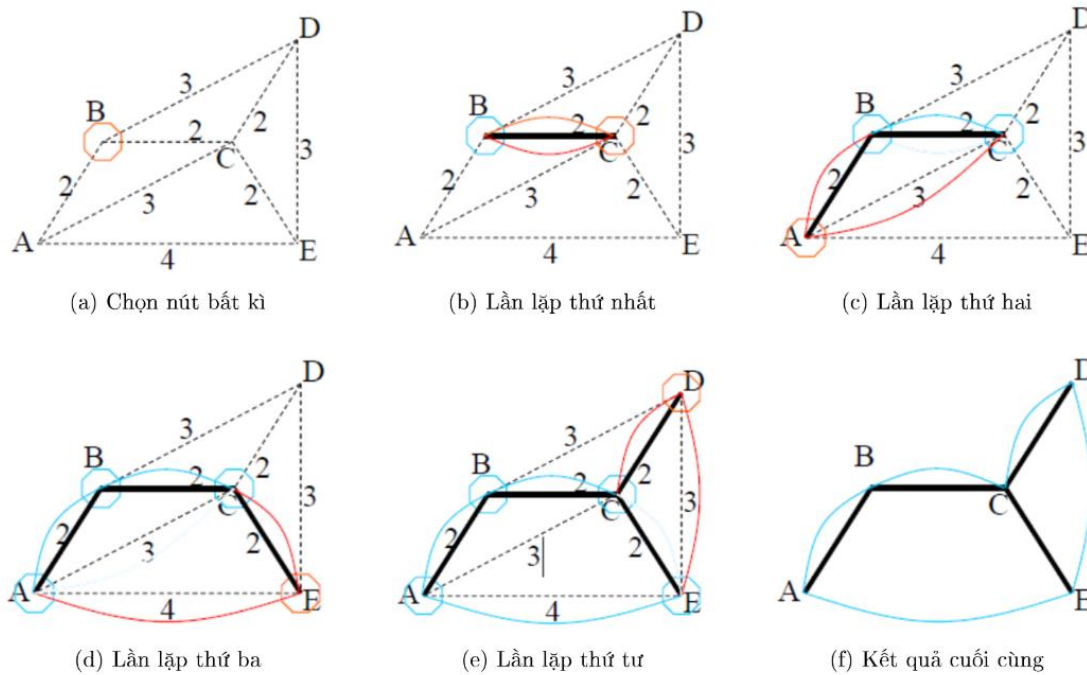 D
3
B
2
2
C
3
2
3
2
A
E
4
(a) Chọn nút bất kì
D
3
B
2
2
C
3
2
3
2
A
E
4
(b) Lần lặp thứ nhất
D
3
B
2
2
C
3
2
3
2
A
E
4
(c) Lần lặp thứ hai
D
3
B
2
2
C
3
2
3
2
A
E
4
(d) Lần lặp thứ ba
D
3
B
2
2
C
3
2
3
2
A
E
4
(e) Lần lặp thứ tư
D
B
C
A
E
(f) Kết quả cuối cùng